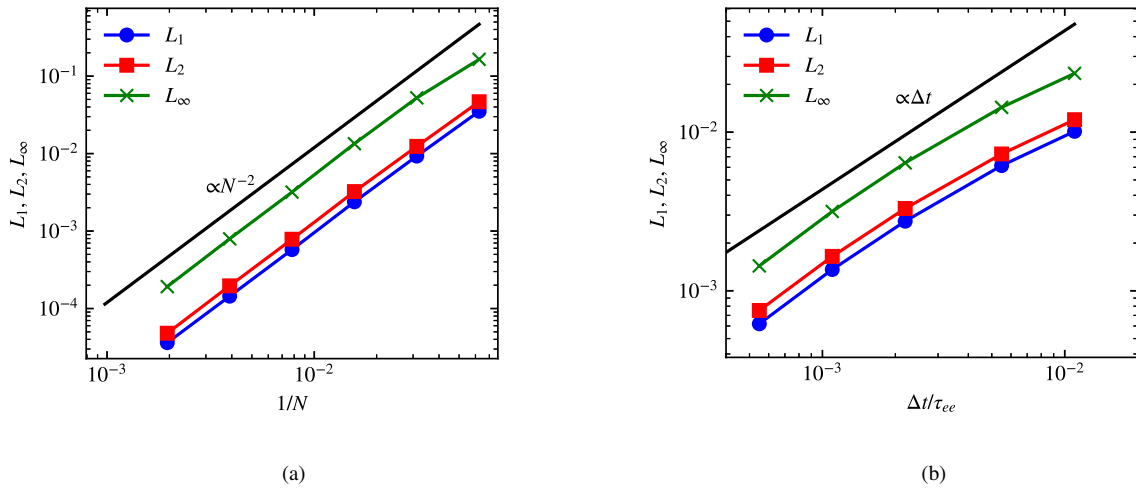 L₁, L₂, L∞
10⁻¹
10⁻²
10⁻³
10⁻⁴
L₁
L₂
L∞
∝N⁻²
10⁻³
10⁻²
1/N
(a)
L₁, L₂, L∞
10⁻²
10⁻³
L₁
L₂
L∞
∝Δt
10⁻³
10⁻²
Δt/τₑₑ
(b)